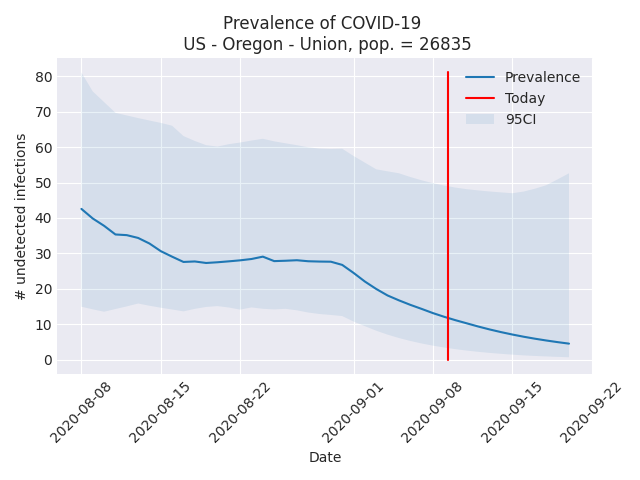 Prevalence of COVID-19
US - Oregon - Union, pop. = 26835
Prevalence
Today
95CI
# undetected infections
80
70
60
50
40
30
20
10
0
2020-08-08
2020-08-15
2020-08-22
2020-09-01
2020-09-08
2020-09-15
2020-09-22
Date